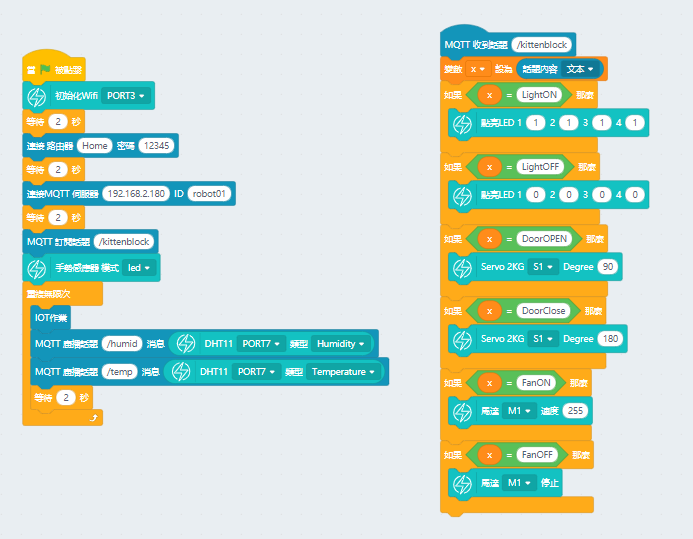 當 被點擊
初始化Wifi PORT3
等待 2 秒
連接 路由器 Home 密碼 12345
等待 2 秒
連接MQTT 伺服器 192.168.2.180 ID robot01
等待 2 秒
MQTT 訂閱話題 /kittenblock
手勢感應器 模式 led
重複無限次
IOT作業
MQTT 廣播話題 /humid 消息 DHT11 PORT7 類型 Humidity
MQTT 廣播話題 /temp 消息 DHT11 PORT7 類型 Temperature
等待 2 秒
MQTT 收到話題 /kittenblock
變數 x 設為 話題內容 文本
如果 x = LightON 那麼
點亮LED 1 1 2 1 3 1 4 1
如果 x = LightOFF 那麼
點亮LED 1 0 2 0 3 0 4 0
如果 x = DoorOPEN 那麼
Servo 2KG S1 Degree 90
如果 x = DoorClose 那麼
Servo 2KG S1 Degree 180
如果 x = FanON 那麼
馬達 M1 速度 255
如果 x = FanOFF 那麼
馬達 M1 停止